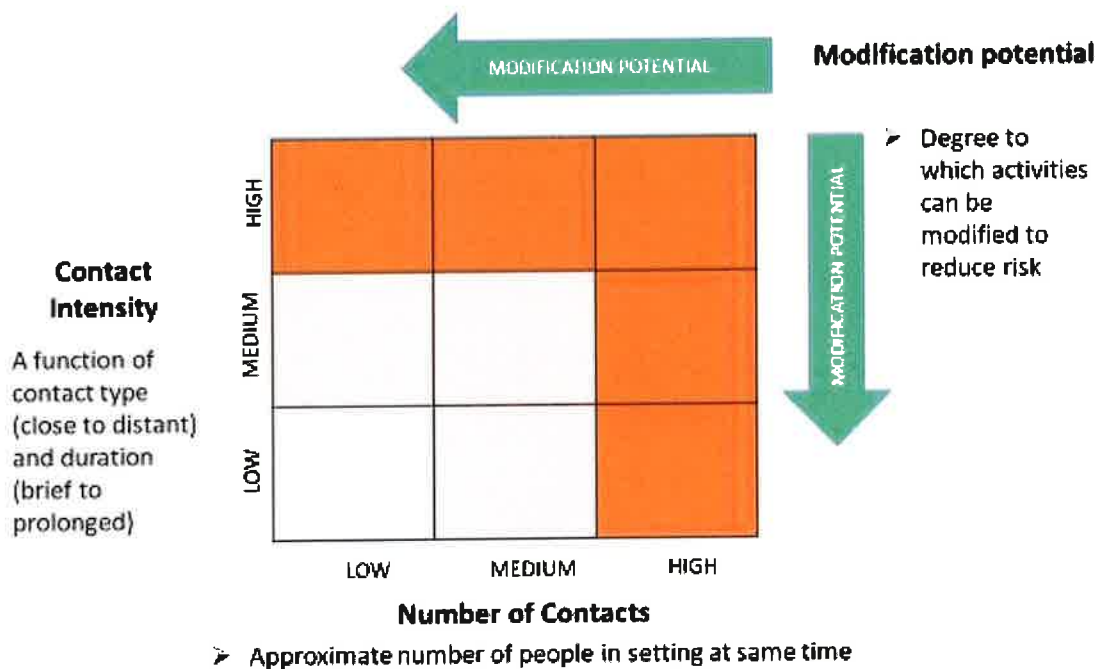 MODIFICATION POTENTIAL
Modification potential
➤ Degree to
which activities
can be
modified to
reduce risk
MODIFICATION POTENTIAL
Contact
Intensity
A function of
contact type
(close to distant)
and duration
(brief to
prolonged)
HIGH
MEDIUM
LOW
LOW MEDIUM HIGH
Number of Contacts
➤ Approximate number of people in setting at same time